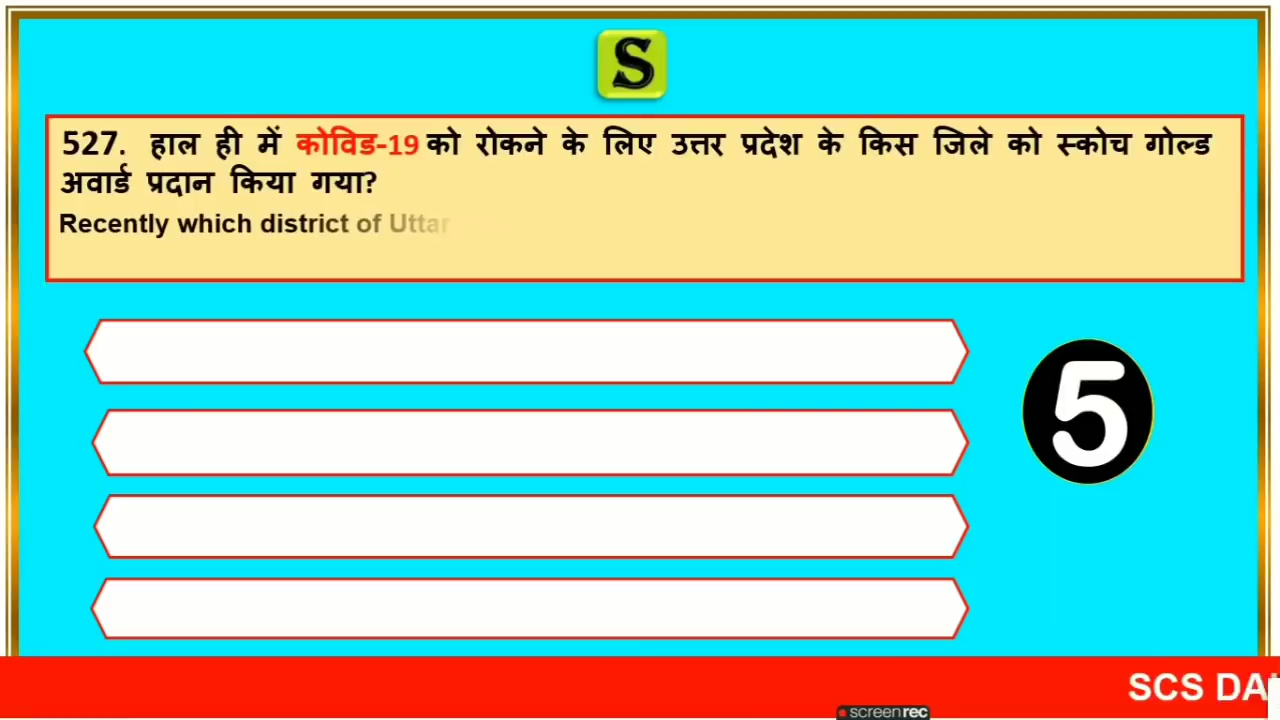 S
527. हाल ही में कोविड-19 को रोकने के लिए उत्तर प्रदेश के किस जिले को स्कोच गोल्ड
अवार्ड प्रदान किया गया?
Recently which district of Uttar
5
SCS DA
screenrec